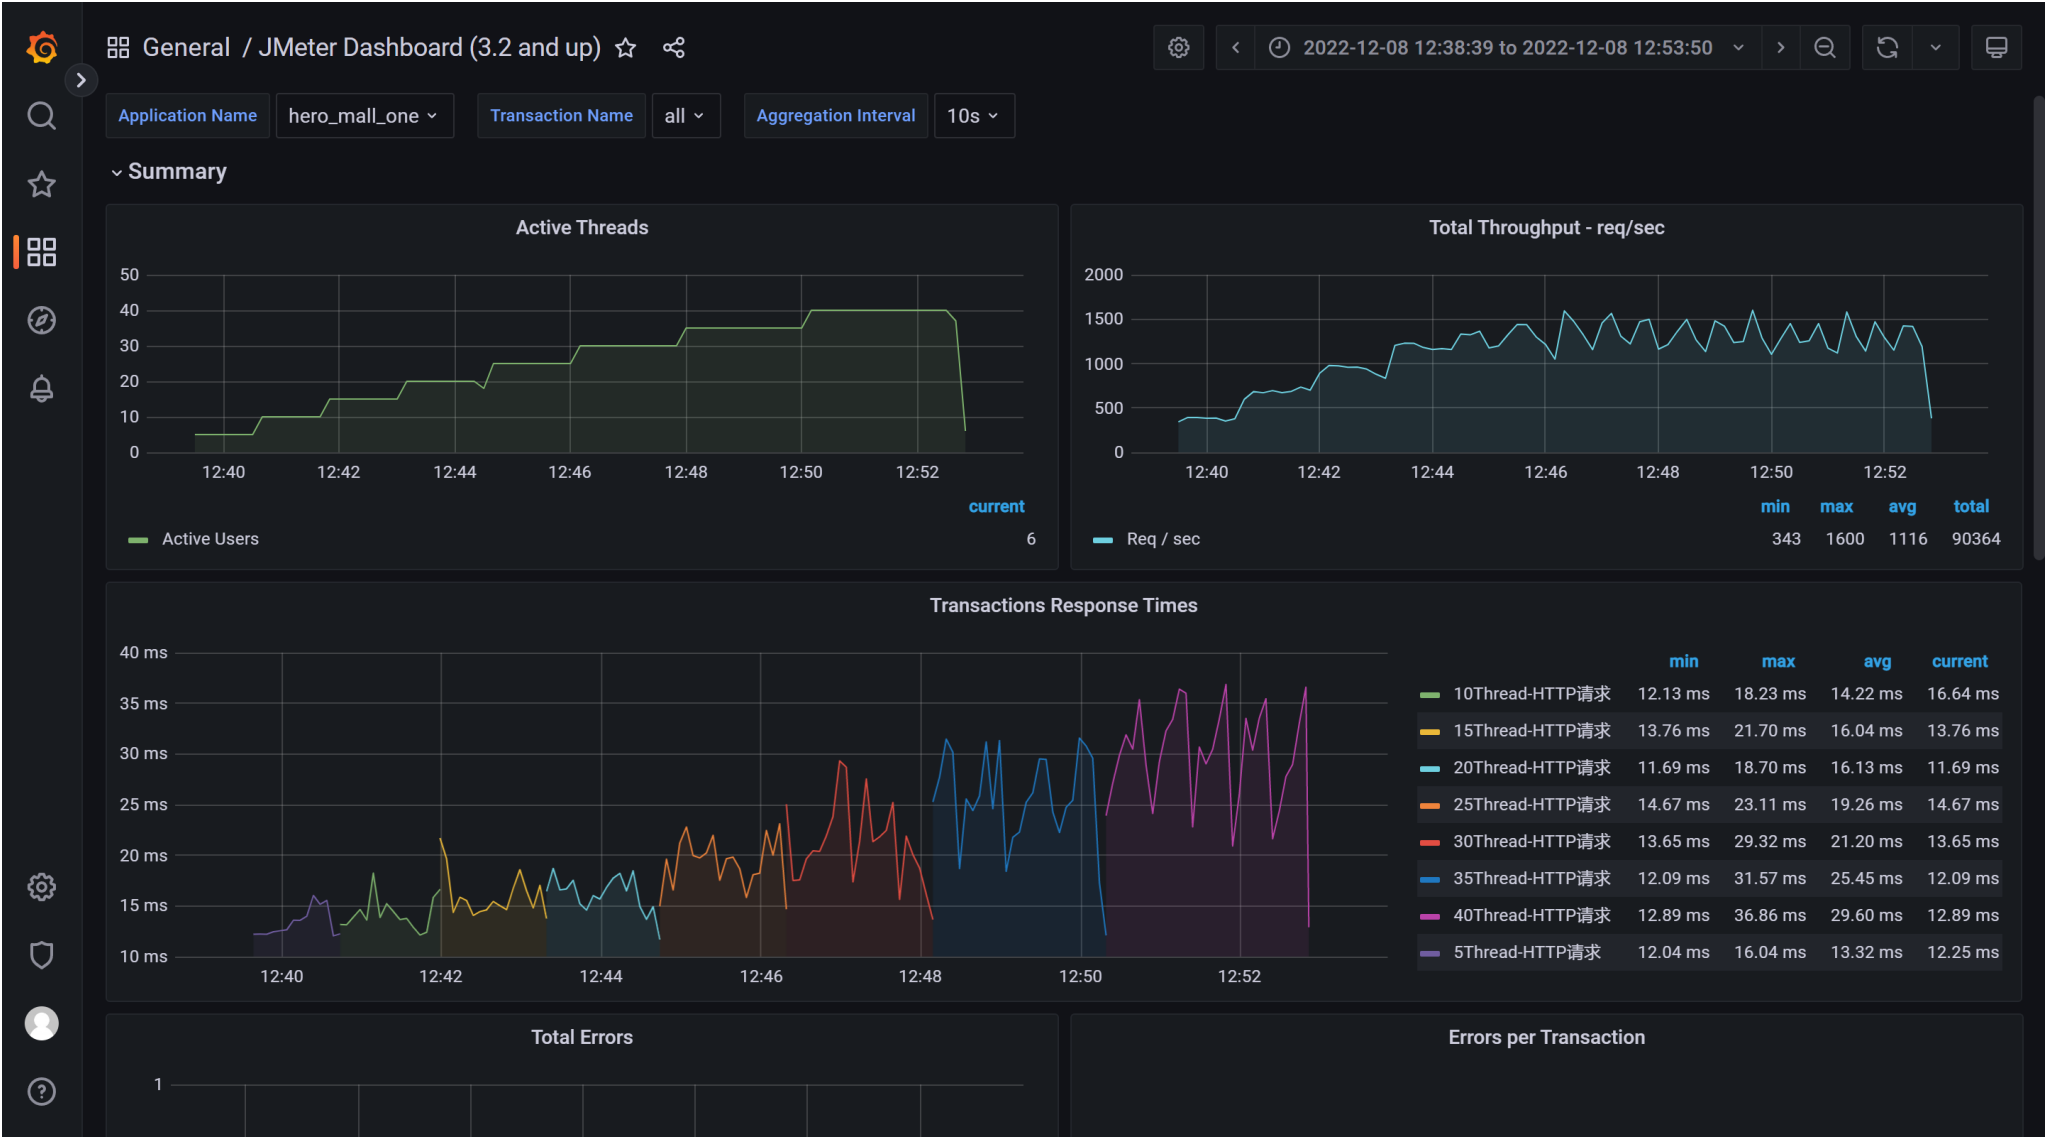 General / JMeter Dashboard (3.2 and up)
2022-12-08 12:38:39 to 2022-12-08 12:53:50
Application Name hero_mall_one Transaction Name all Aggregation Interval 10s
Summary
Active Threads
50
40
30
20
10
0
12:40 12:42 12:44 12:46 12:48 12:50 12:52
current
Active Users 6
Total Throughput - req/sec
2000
1500
1000
500
0
12:40 12:42 12:44 12:46 12:48 12:50 12:52
min max avg total
Req / sec 343 1600 1116 90364
Transactions Response Times
40 ms
35 ms
30 ms
25 ms
20 ms
15 ms
10 ms
12:40 12:42 12:44 12:46 12:48 12:50 12:52
min max avg current
10Thread-HTTP请求 12.13 ms 18.23 ms 14.22 ms 16.64 ms
15Thread-HTTP请求 13.76 ms 21.70 ms 16.04 ms 13.76 ms
20Thread-HTTP请求 11.69 ms 18.70 ms 16.13 ms 11.69 ms
25Thread-HTTP请求 14.67 ms 23.11 ms 19.26 ms 14.67 ms
30Thread-HTTP请求 13.65 ms 29.32 ms 21.20 ms 13.65 ms
35Thread-HTTP请求 12.09 ms 31.57 ms 25.45 ms 12.09 ms
40Thread-HTTP请求 12.89 ms 36.86 ms 29.60 ms 12.89 ms
5Thread-HTTP请求 12.04 ms 16.04 ms 13.32 ms 12.25 ms
Total Errors
1
Errors per Transaction